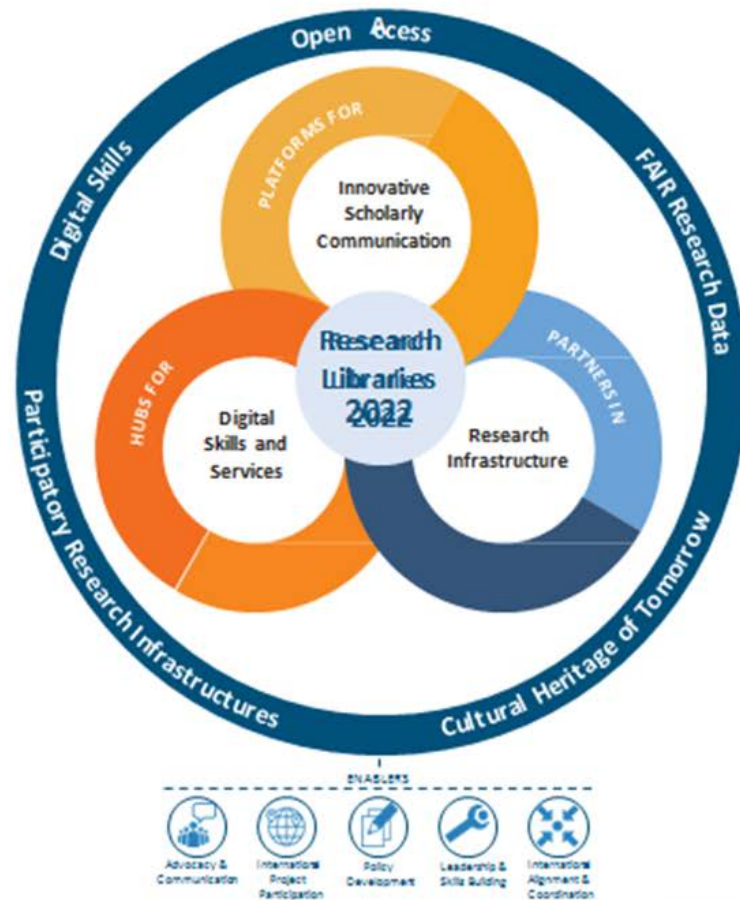 Open Access
Digital Skills
FAIR Research Data
Participatory Research Infrastructures
Cultural Heritage of Tomorrow
PLATFORMS FOR
Innovative
Scholarly
Communication
Research
Libraries
2022
HUBS FOR
Digital
Skills and
Services
PARTNERS IN
Research
Infrastructure
ENABLERS
Advocacy &
Communication
International
Project
Participation
Policy
Development
Leadership &
Skills Building
International
Alignment &
Coordination